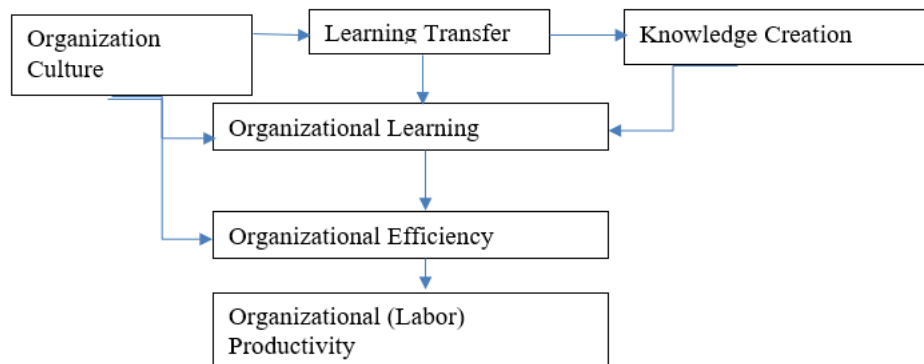 Organization
Culture
Learning Transfer
Knowledge Creation
Organizational Learning
Organizational Efficiency
Organizational (Labor)
Productivity